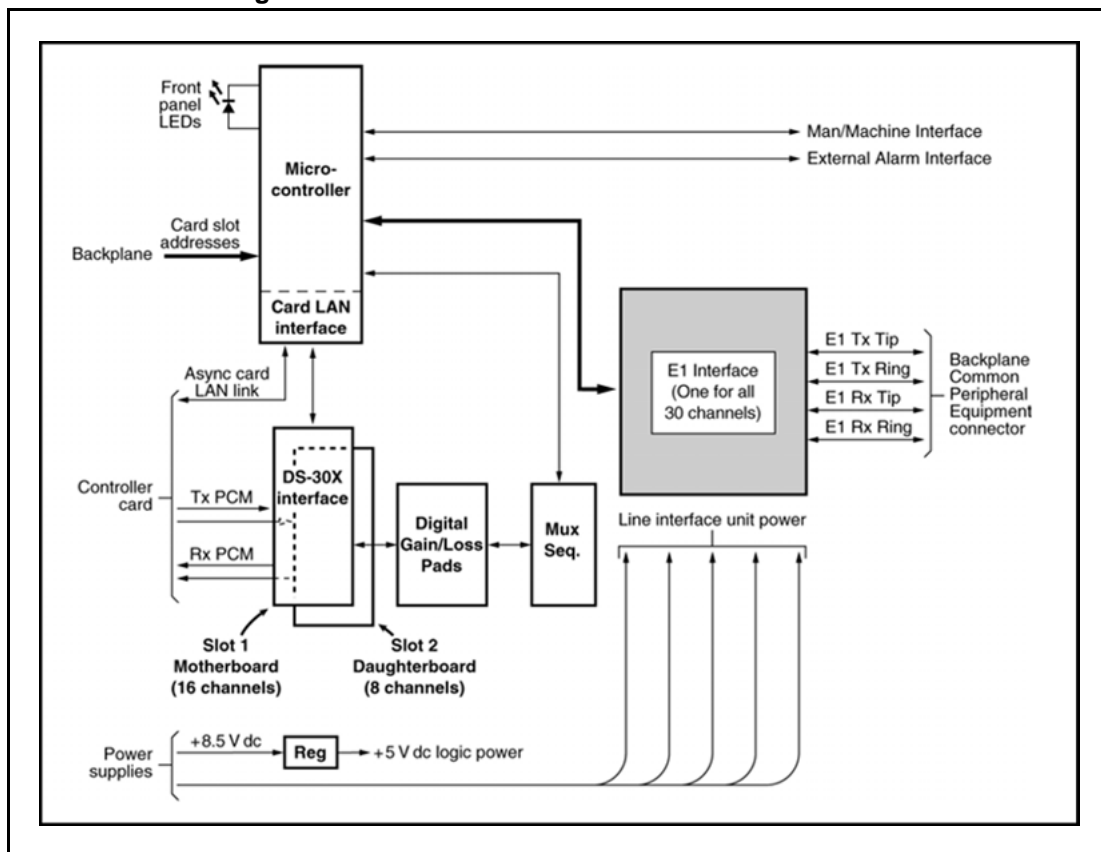 Front
panel
LEDs
Micro-
controller
Man/Machine Interface
External Alarm Interface
Card slot
addresses
Backplane
Card LAN
interface
Async card
LAN link
E1 Interface
(One for all
30 channels)
E1 Tx Tip
E1 Tx Ring
E1 Rx Tip
E1 Rx Ring
Backplane
Common
Peripheral
Equipment
connector
Controller
card
Tx PCM
Rx PCM
DS-30X
interface
Digital
Gain/Loss
Pads
Mux
Seq.
Line interface unit power
Slot 1
Motherboard
(16 channels)
Slot 2
Daughterboard
(8 channels)
Power
supplies
+8.5 V dc
Reg
+5 V dc logic power